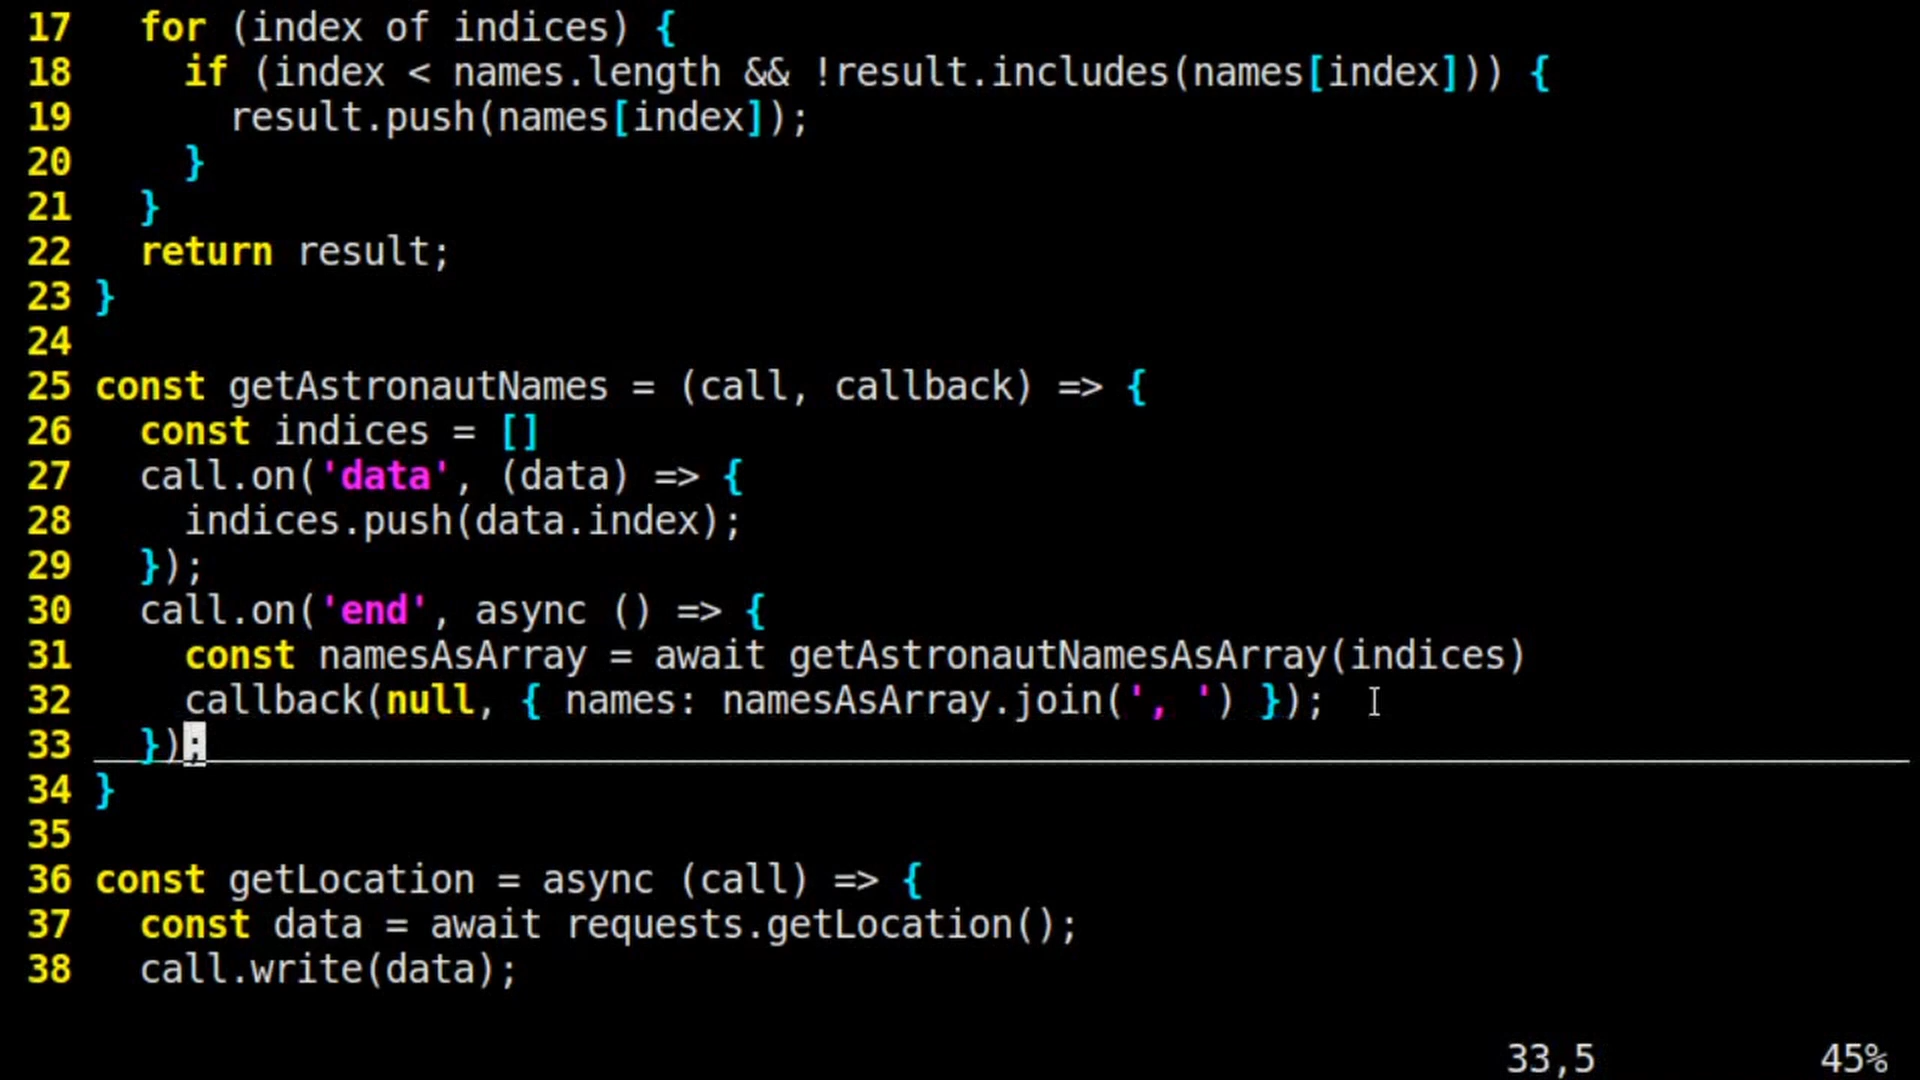 17   for (index of indices) {
18     if (index < names.length && !result.includes(names[index])) {
19       result.push(names[index]);
20     }
21   }
22   return result;
23 }
24
25 const getAstronautNames = (call, callback) => {
26   const indices = []
27   call.on('data', (data) => {
28     indices.push(data.index);
29   });
30   call.on('end', async () => {
31     const namesAsArray = await getAstronautNamesAsArray(indices)
32     callback(null, { names: namesAsArray.join(', ') });
33   });
34 }
35
36 const getLocation = async (call) => {
37   const data = await requests.getLocation();
38   call.write(data);
33,5 45%